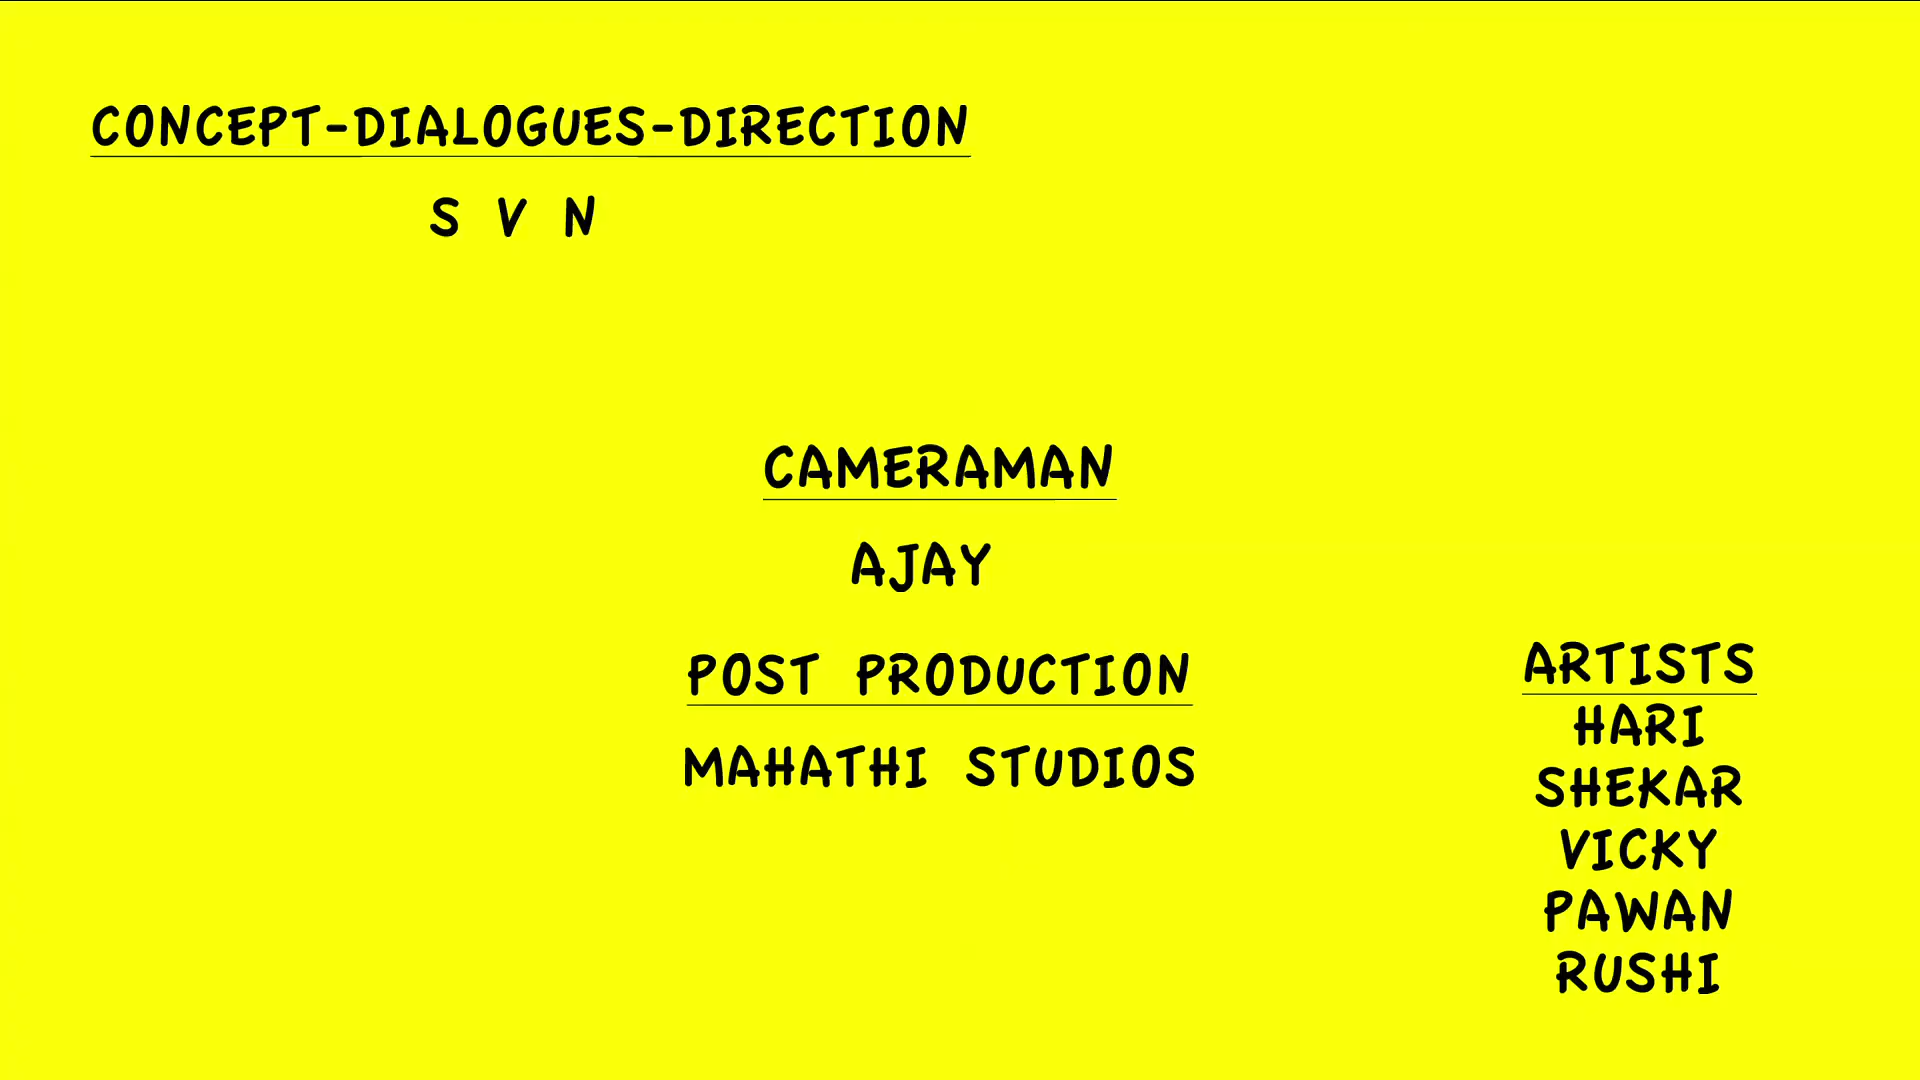 CONCEPT-DIALOGUES-DIRECTION
S V N
CAMERAMAN
AJAY
POST PRODUCTION
MAHATHI STUDIOS
ARTISTS
HARI
SHEKAR
VICKY
PAWAN
RUSHI